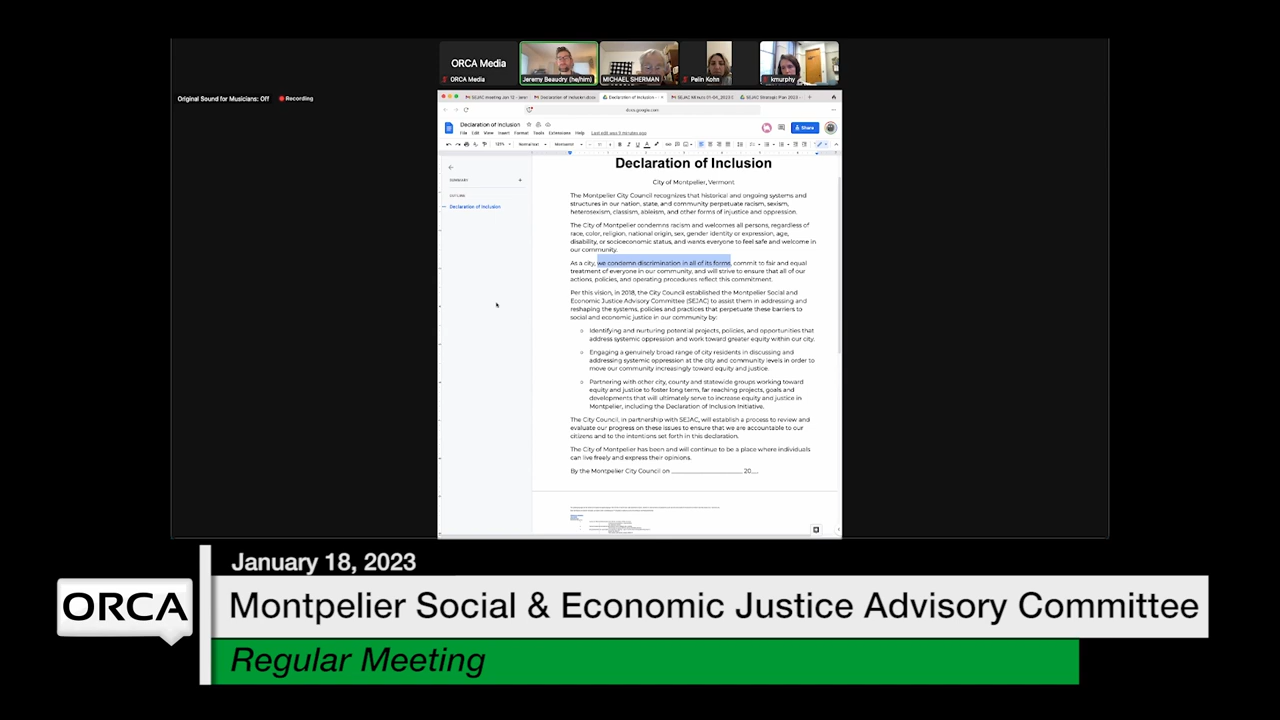 ORCA Media
ORCA Media
Jeremy Beaudry (he/him)
MICHAEL SHERMAN
Pelin Kohn
kmurphy
Original Sound for Musicians: Off
Recording
Declaration of Inclusion
docs.google.com
Declaration of Inclusion
File Edit View Insert Format Tools Extensions Help
Share
SUMMARY
OUTLINE
Declaration of Inclusion
Declaration of Inclusion
City of Montpelier, Vermont
The Montpelier City Council recognizes that historical and ongoing systems and
structures in our nation, state, and community perpetuate racism, sexism,
heterosexism, classism, ableism, and other forms of injustice and oppression.
The City of Montpelier condemns racism and welcomes all persons, regardless of
race, color, religion, national origin, sex, gender identity or expression, age,
disability, or socioeconomic status, and wants everyone to feel safe and welcome in
our community.
As a city, we condemn discrimination in all of its forms, commit to fair and equal
treatment of everyone in our community, and will strive to ensure that all of our
actions, policies, and operating procedures reflect this commitment.
Per this vision, in 2018, the City Council established the Montpelier Social and
Economic Justice Advisory Committee (SEJAC) to assist them in addressing and
reshaping the systems, policies and practices that perpetuate these barriers to
social and economic justice in our community by:
Identifying and nurturing potential projects, policies, and opportunities that
address systemic oppression and work toward greater equity within our city.
Engaging a genuinely broad range of city residents in discussing and
addressing systemic oppression at the city and community levels in order to
move our community increasingly toward equity and justice.
Partnering with other city, county and statewide groups working toward
equity and justice to foster long term, far reaching projects, goals and
developments that will ultimately serve to increase equity and justice in
Montpelier, including the Declaration of Inclusion Initiative.
The City Council, in partnership with SEJAC, will establish a process to review and
evaluate our progress on these issues to ensure that we are accountable to our
citizens and to the intentions set forth in this declaration.
The City of Montpelier has been and will continue to be a place where individuals
can live freely and express their opinions.
By the Montpelier City Council on ____________________ 20__
January 18, 2023
ORCA
Montpelier Social & Economic Justice Advisory Committee
Regular Meeting